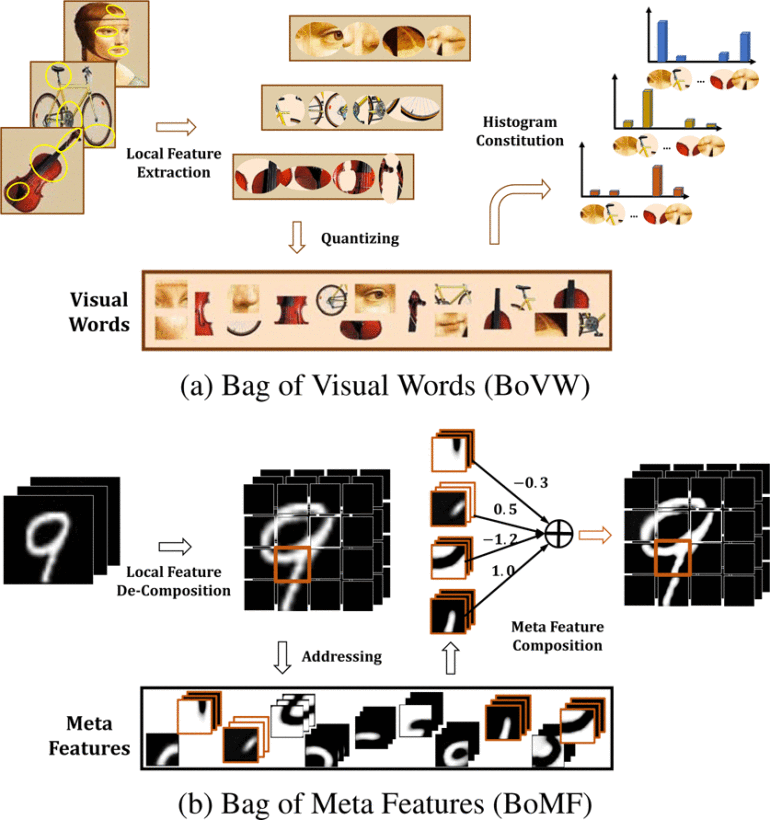 Local Feature
Extraction
Histogram
Constitution
...
...
...
Quantizing
Visual
Words
(a) Bag of Visual Words (BoVW)
−0.3
0.5
−1.2
1.0
Local Feature
De-Composition
Meta Feature
Composition
Addressing
Meta
Features
(b) Bag of Meta Features (BoMF)